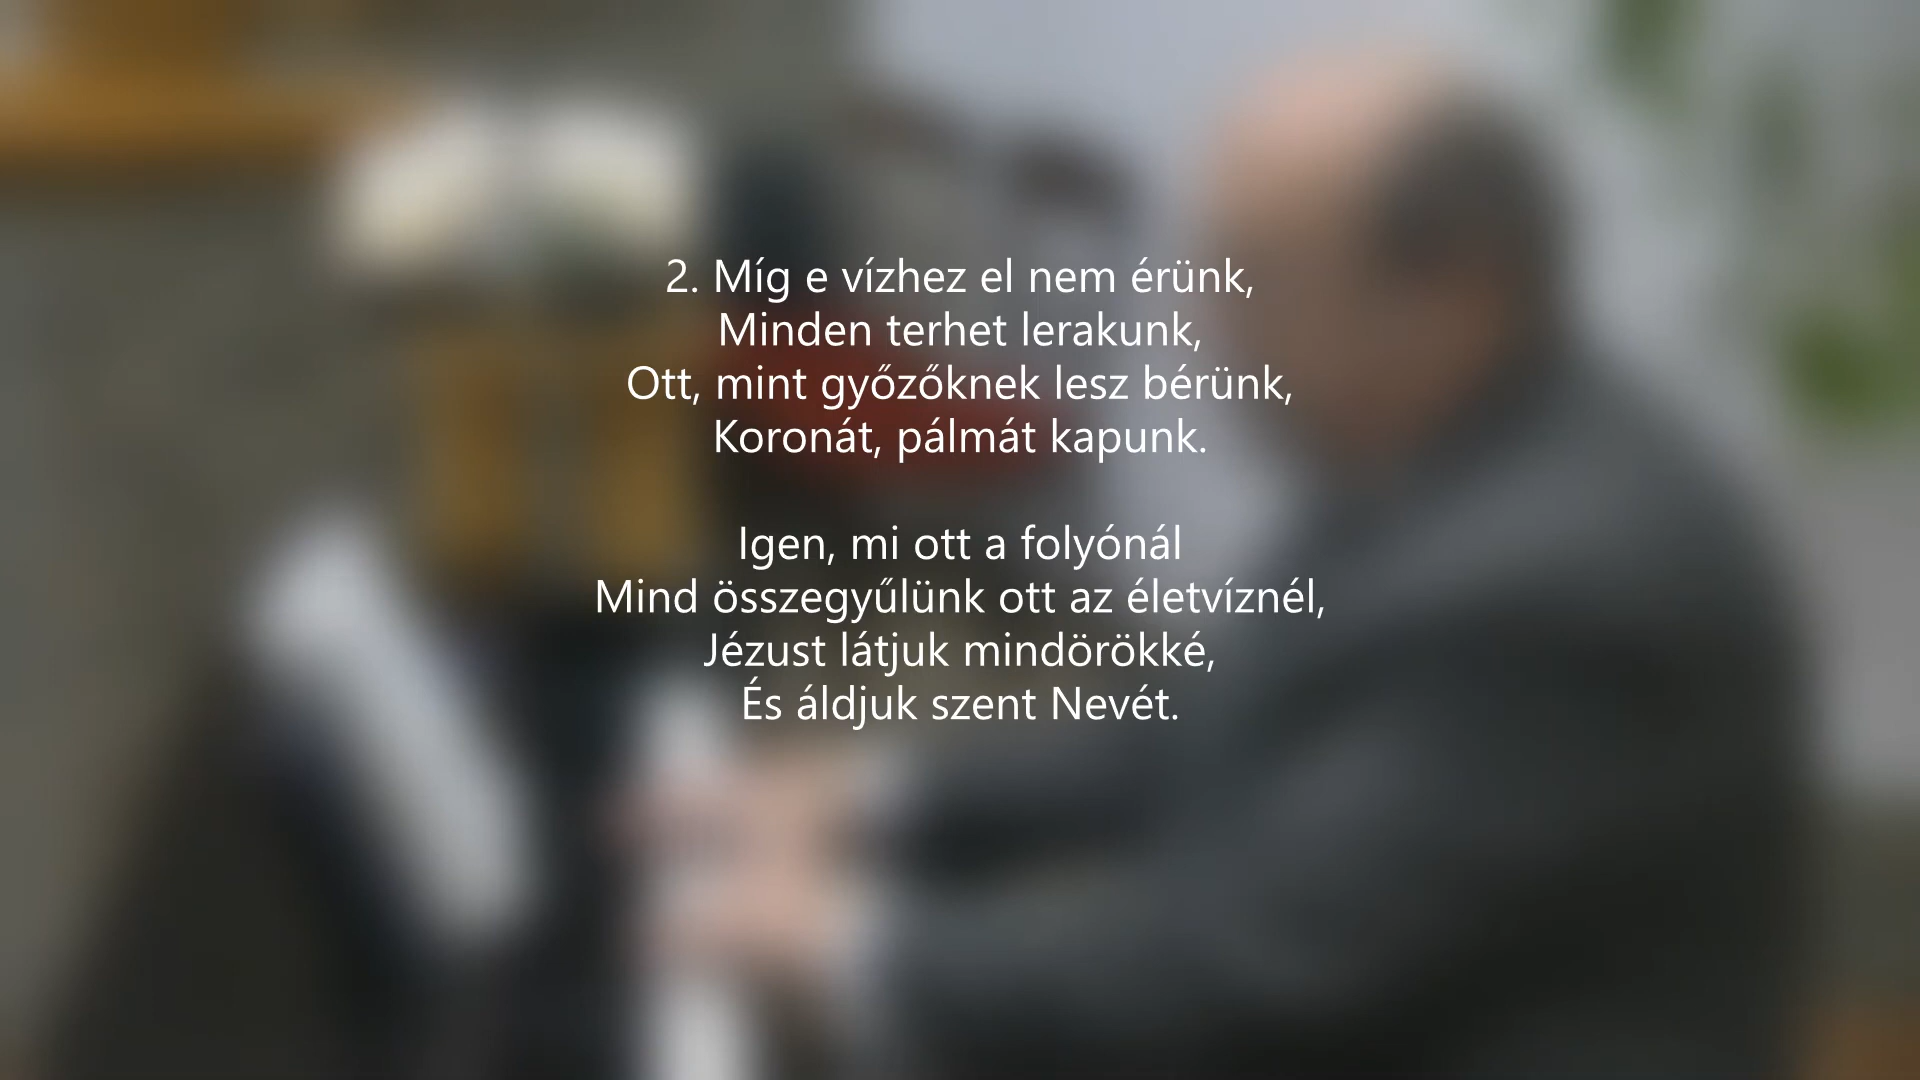 2. Míg e vízhez el nem érünk,
Minden terhet lerakunk,
Ott, mint győzőknek lesz bérünk,
Koronát, pálmát kapunk.

Igen, mi ott a folyónál
Mind összegyűlünk ott az életvíznél,
Jézust látjuk mindörökké,
És áldjuk szent Nevét.